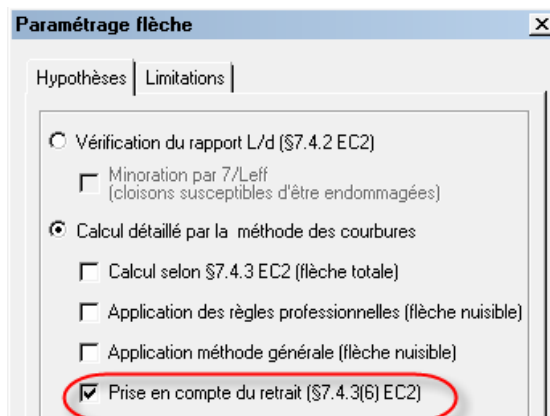 Paramétrage flèche
Hypothèses
Limitations
Vérification du rapport L/d (§7.4.2 EC2)
Minoration par 7/Leff
(cloisons susceptibles d'être endommagées)
Calcul détaillé par la méthode des courbures
Calcul selon §7.4.3 EC2 (flèche totale)
Application des règles professionnelles (flèche nuisible)
Application méthode générale (flèche nuisible)
Prise en compte du retrait (§7.4.3(6) EC2)